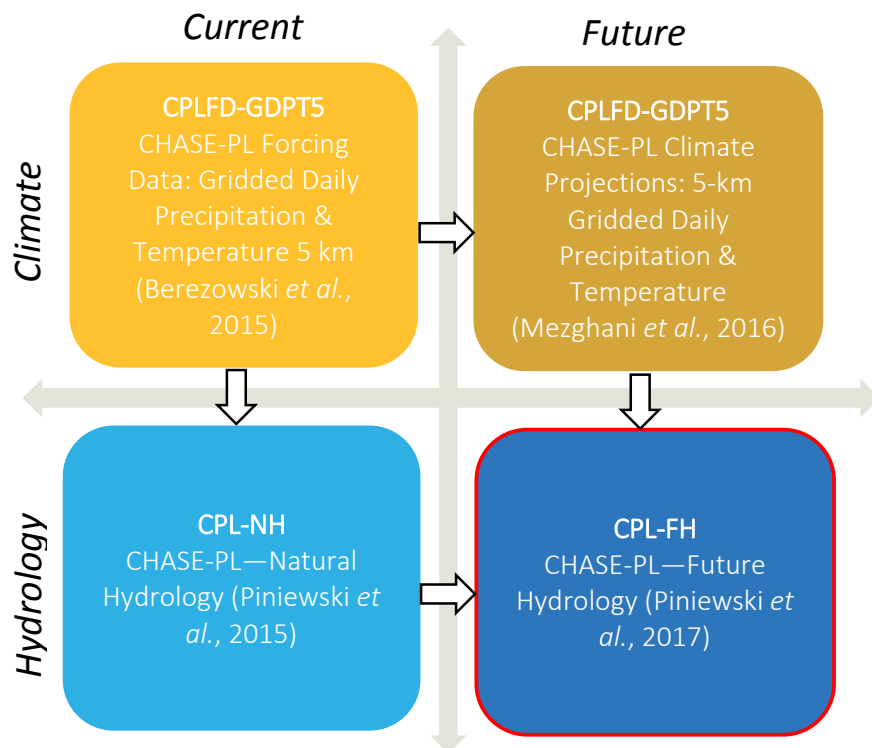 Current
Future
Climate
CPLFD-GDPT5
CHASE-PL Forcing
Data: Gridded Daily
Precipitation &
Temperature 5 km
(Berezowski et al.,
2015)
CPLFD-GDPT5
CHASE-PL Climate
Projections: 5-km
Gridded Daily
Precipitation &
Temperature
(Mezghani et al., 2016)
Hydrology
CPL-NH
CHASE-PL—Natural
Hydrology (Piniewski et
al., 2015)
CPL-FH
CHASE-PL—Future
Hydrology (Piniewski et
al., 2017)